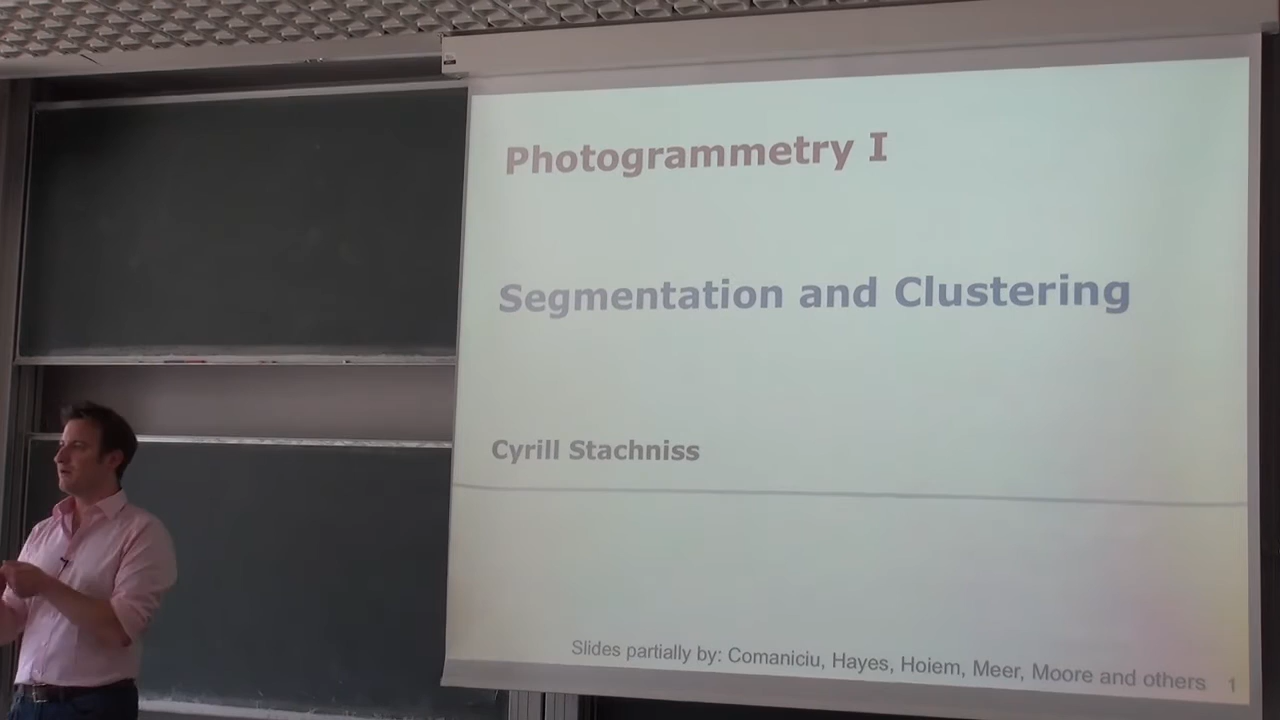 Photogrammetry I
Segmentation and Clustering
Cyrill Stachniss
Slides partially by: Comaniciu, Hayes, Hoiem, Meer, Moore and others 1